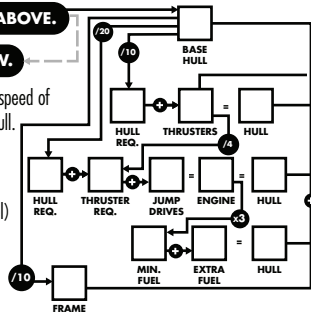 ABOVE.
V.
speed of
ull.
l)
/20
/10
BASE
HULL
+
=
HULL
REQ.
THRUSTERS
HULL
/4
+
+
=
=
HULL
REQ.
THRUSTER
REQ.
JUMP
DRIVES
ENGINE
HULL
x3
+
=
MIN.
FUEL
EXTRA
FUEL
HULL
/10
FRAME